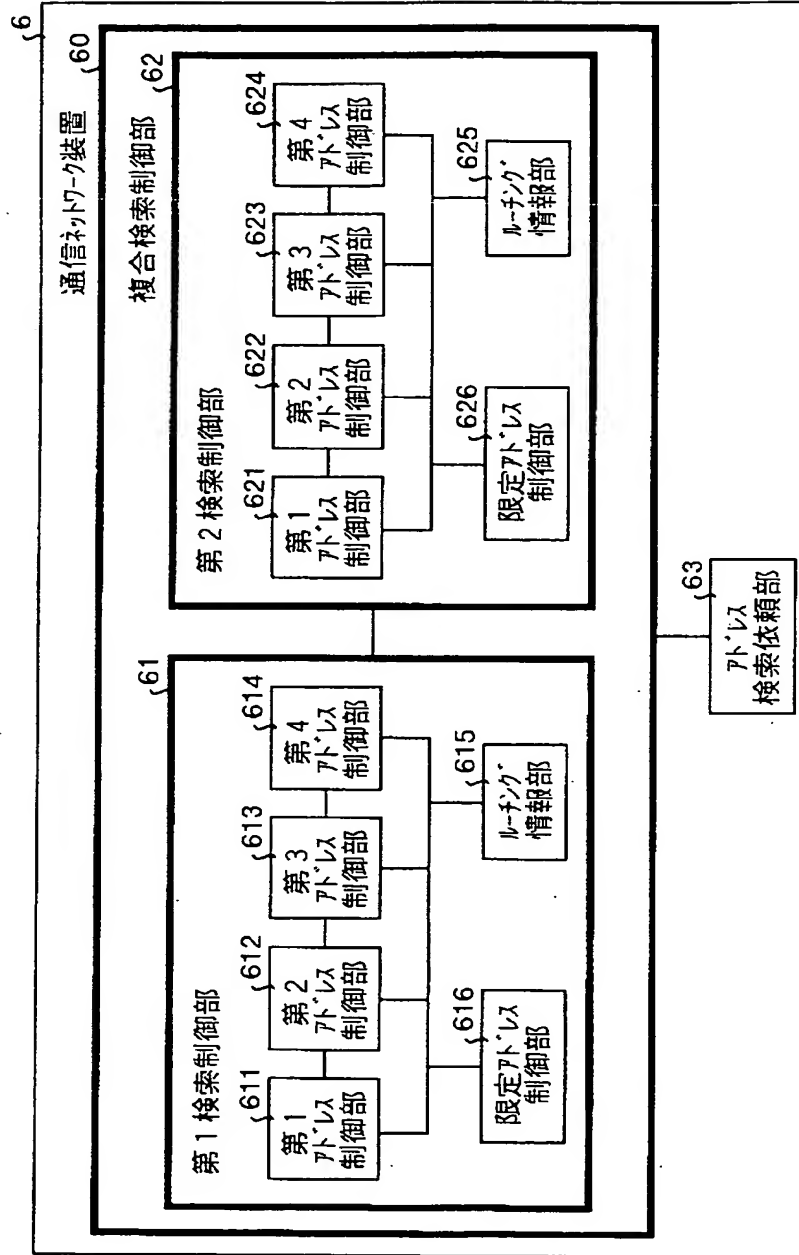 6
通信ネットワーク装置
60
複合検索制御部
62
第1検索制御部
61
611
第1
アドレス
制御部
612
第2
アドレス
制御部
613
第3
アドレス
制御部
614
第4
アドレス
制御部
616
限定アドレス
制御部
615
ルーチング
情報部
第2検索制御部
621
第1
アドレス
制御部
622
第2
アドレス
制御部
623
第3
アドレス
制御部
624
第4
アドレス
制御部
626
限定アドレス
制御部
625
ルーチング
情報部
63
アドレス
検索依頼部